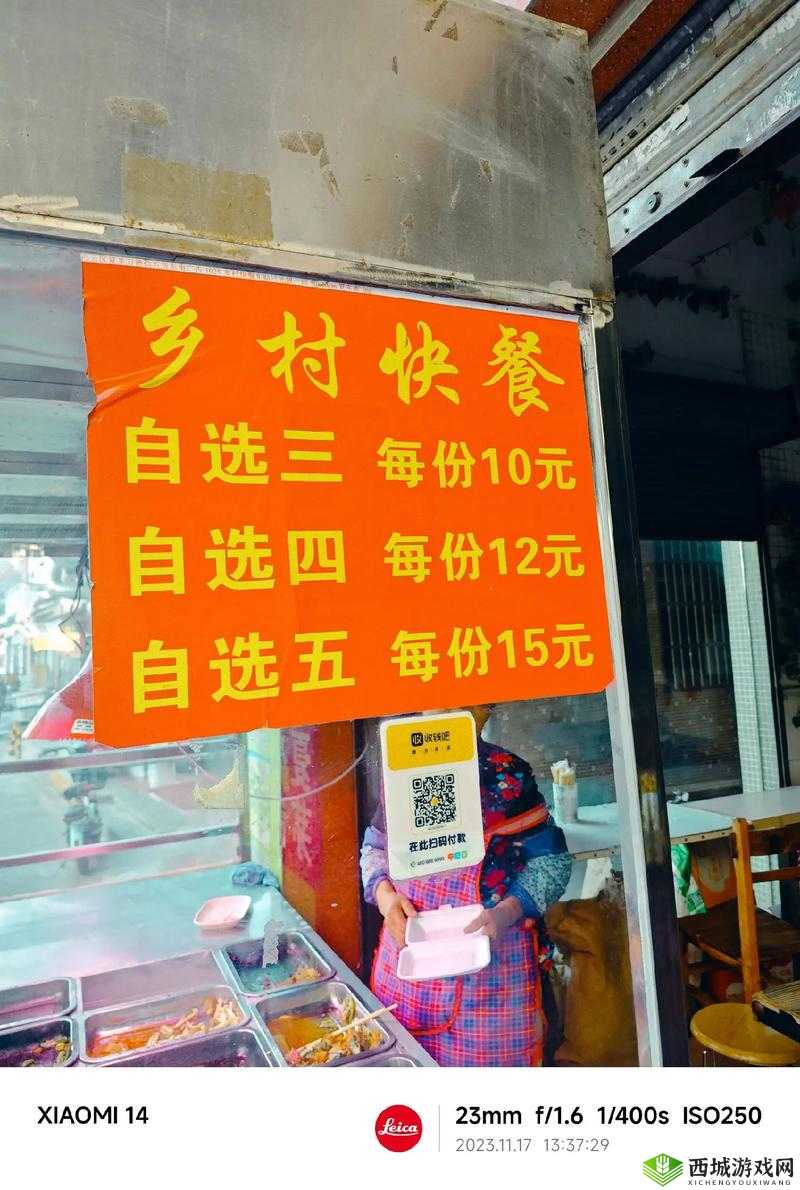 乡村快餐
自选三 每份10元
自选四 每份12元
自选五 每份15元
收钱吧
在此扫码付款
XIAOMI 14
Leica
23mm f/1.6 1/400s ISO250
2023.11.17 13:37:29
西城游戏网
XICHENGYOUXIWANG